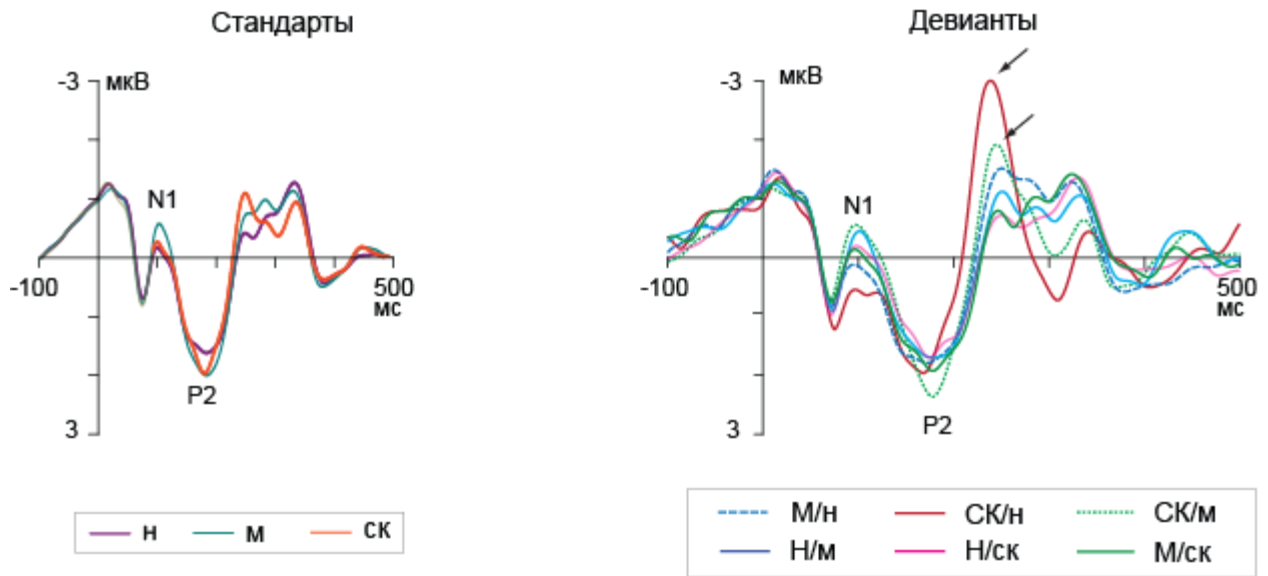 Стандарты
-3
мкВ
N1
-100
500
мс
P2
3
Н М СК
Девианты
-3
мкВ
N1
-100
500
мс
P2
3
М/н СК/н СК/м
Н/м Н/ск М/ск